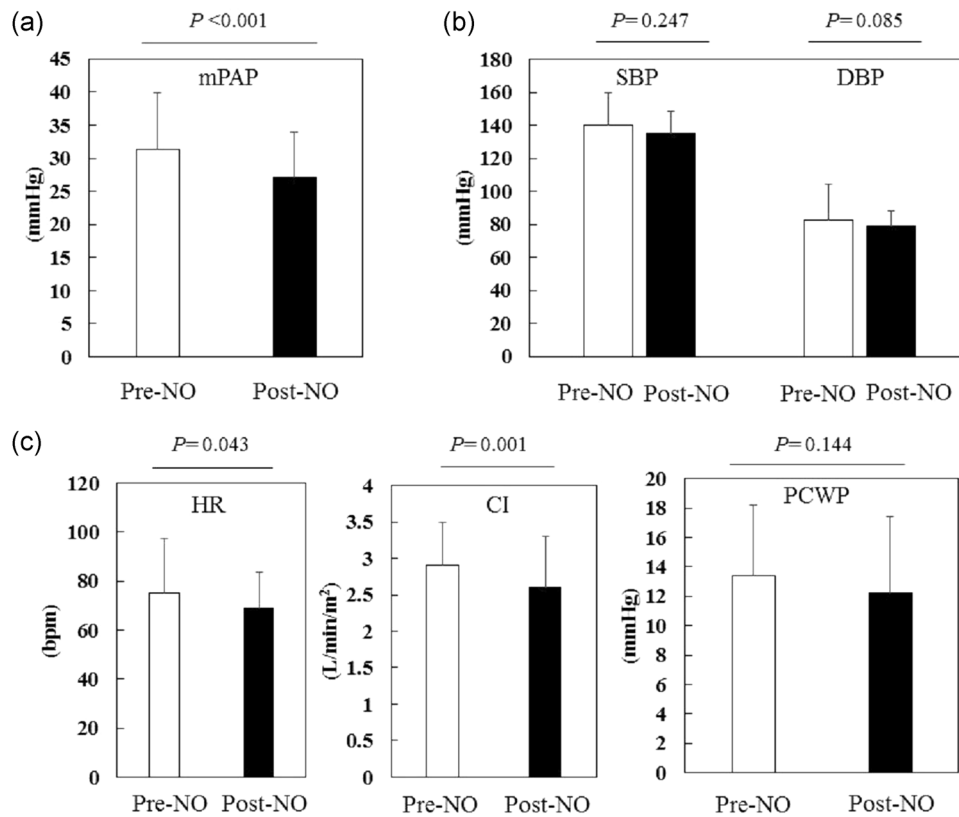 (a)
P <0.001
mPAP
(mmHg)
45
40
35
30
25
20
15
10
5
0
Pre-NO Post-NO
(b)
P = 0.247 P = 0.085
SBP DBP
(mmHg)
180
160
140
120
100
80
60
40
20
0
Pre-NO Post-NO Pre-NO Post-NO
(c)
P= 0.043
HR
(bpm)
120
100
80
60
40
20
0
Pre-NO Post-NO
P= 0.001
CI
(L/min/m²)
4
3.5
3
2.5
2
1.5
1
0.5
0
Pre-NO Post-NO
P= 0.144
PCWP
(mmHg)
20
18
16
14
12
10
8
6
4
2
0
Pre-NO Post-NO